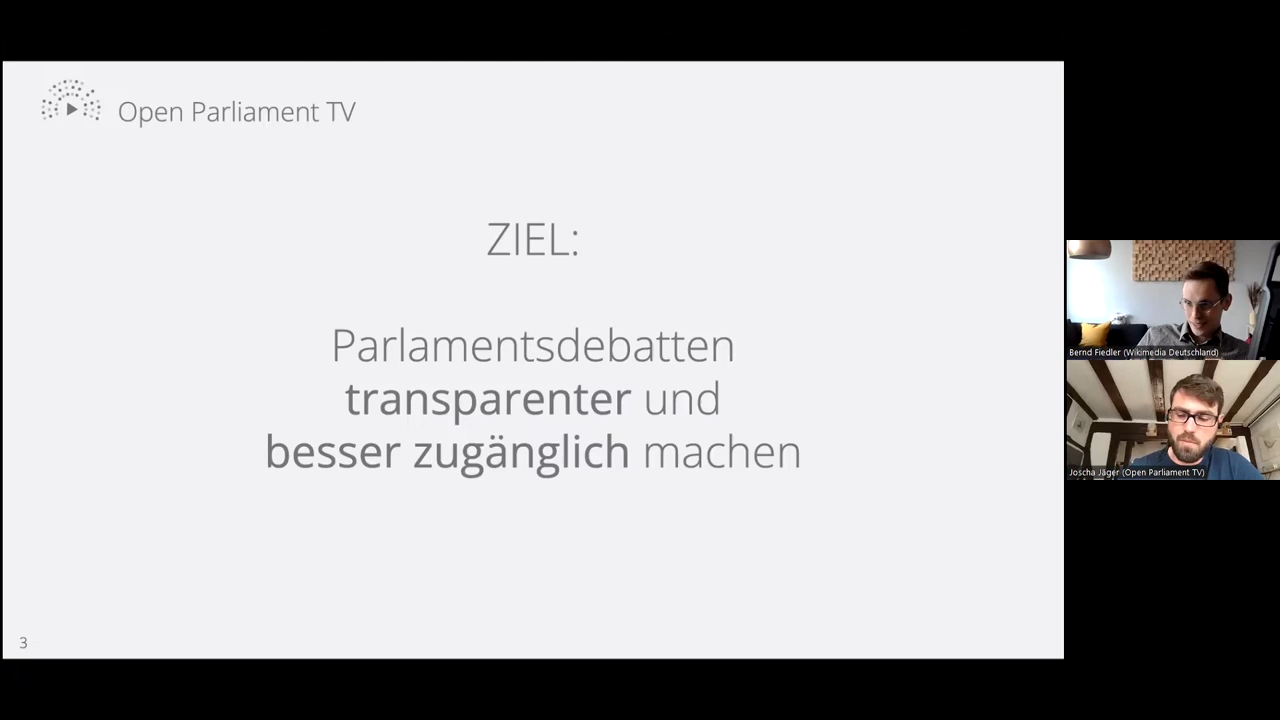 Open Parliament TV
ZIEL:
Parlamentsdebatten
transparenter und
besser zugänglich machen
3
Bernd Fiedler (Wikimedia Deutschland)
Joscha Jäger (Open Parliament TV)